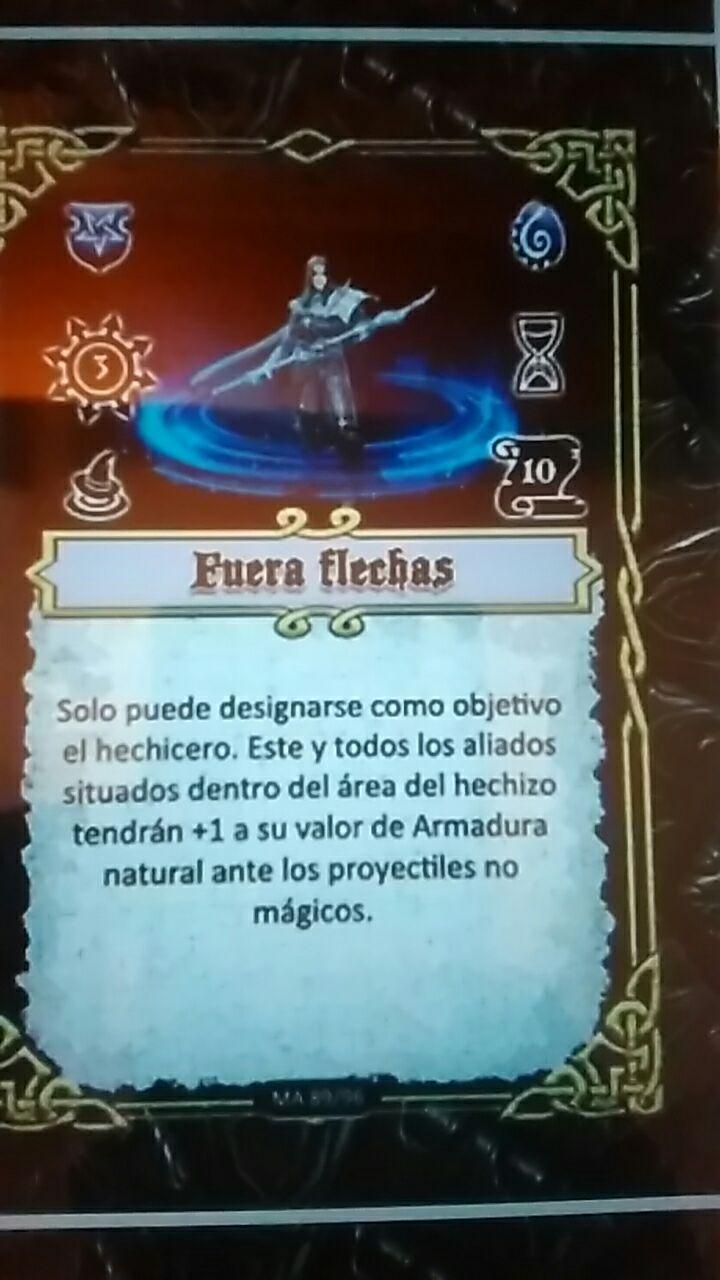 3
10
Fuera flechas
Solo puede designarse como objetivo
el hechicero. Este y todos los aliados
situados dentro del área del hechizo
tendrán +1 a su valor de Armadura
natural ante los proyectiles no
mágicos.
MA